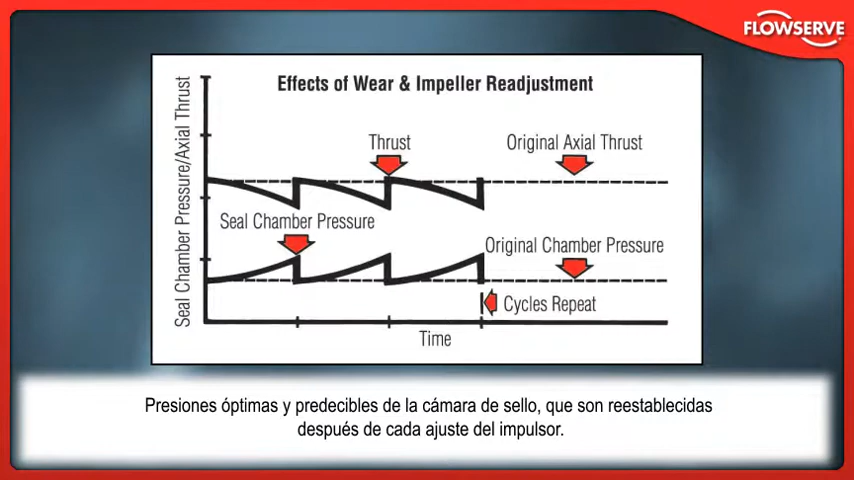 FLOWSERVE
Effects of Wear & Impeller Readjustment
Seal Chamber Pressure/Axial Thrust
Thrust
Original Axial Thrust
Seal Chamber Pressure
Original Chamber Pressure
Cycles Repeat
Time
Presiones óptimas y predecibles de la cámara de sello, que son reestablecidas
después de cada ajuste del impulsor.